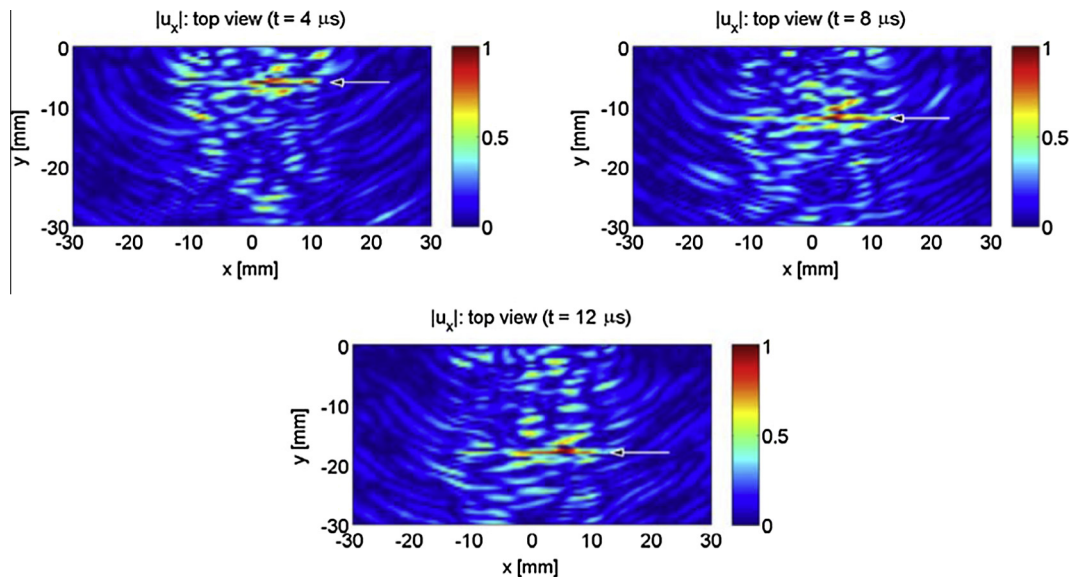 |uₓ|: top view (t = 4 μs)
0
-10
-20
-30
y [mm]
-30 -20 -10 0 10 20 30
x [mm]
1
0.5
0
|uₓ|: top view (t = 8 μs)
0
-10
-20
-30
y [mm]
-30 -20 -10 0 10 20 30
x [mm]
1
0.5
0
|uₓ|: top view (t = 12 μs)
0
-10
-20
-30
y [mm]
-30 -20 -10 0 10 20 30
x [mm]
1
0.5
0